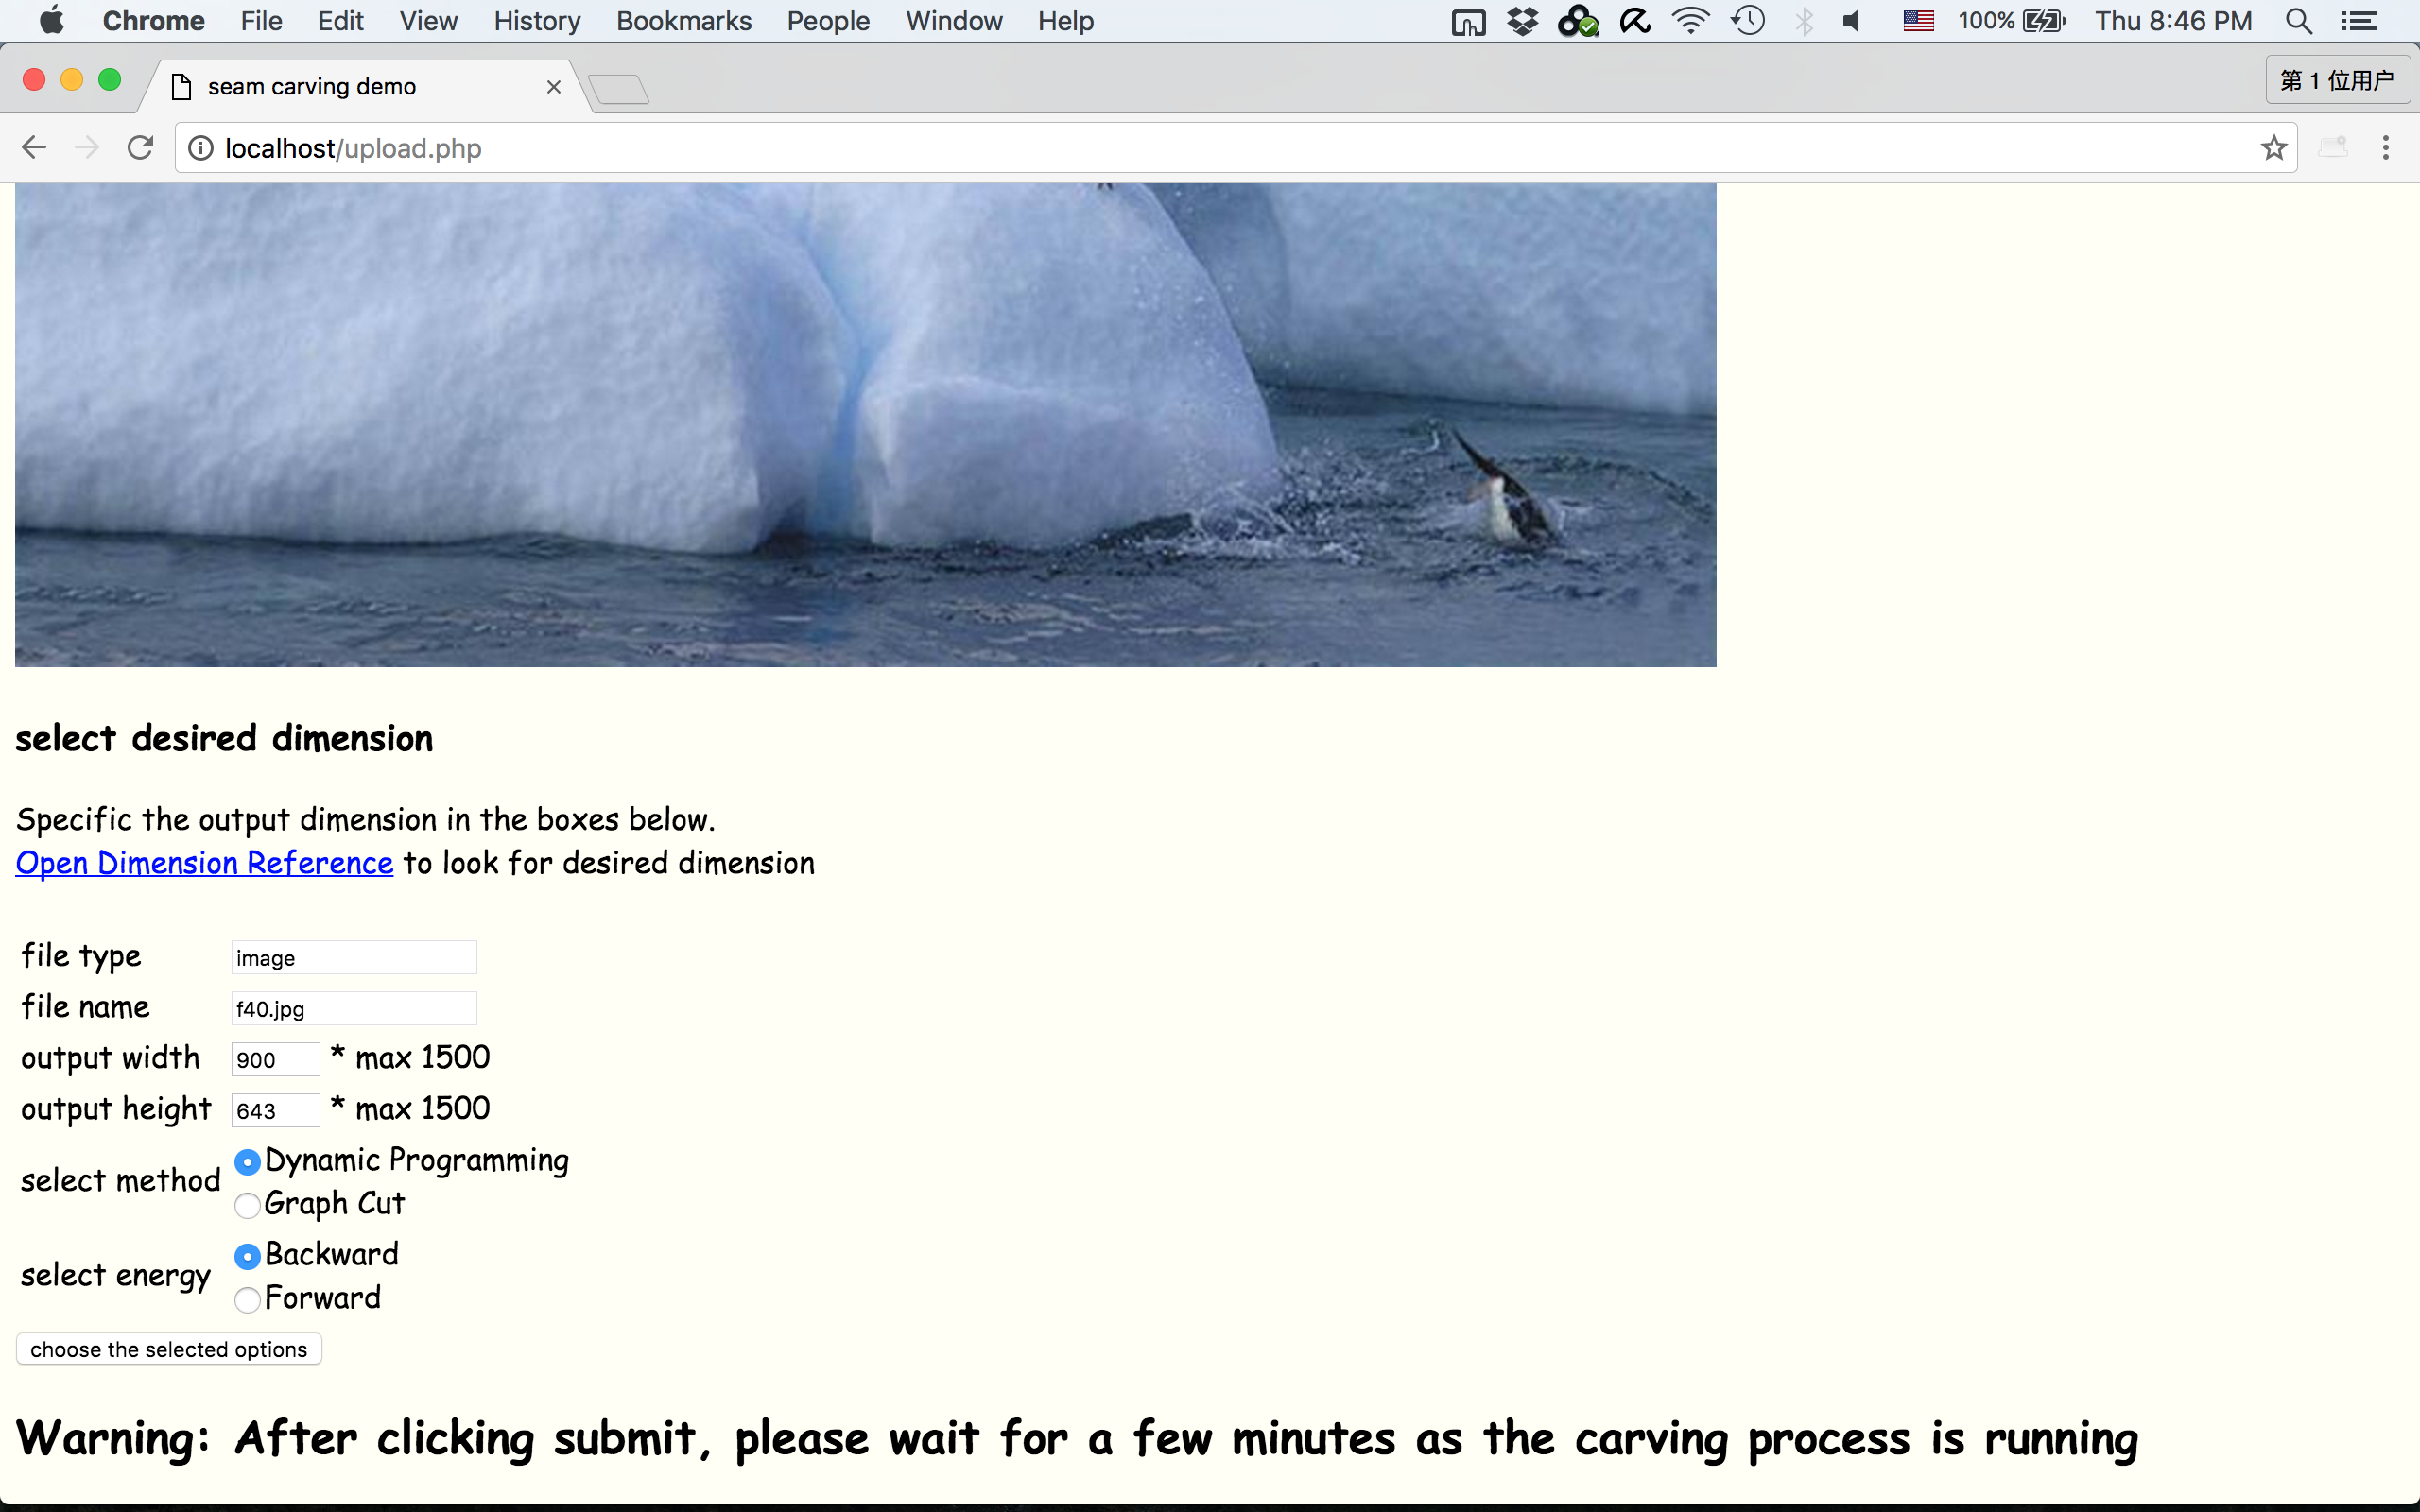 Chrome File Edit View History Bookmarks People Window Help 100% Thu 8:46 PM
seam carving demo 第 1 位用户
localhost/upload.php
select desired dimension
Specific the output dimension in the boxes below.
Open Dimension Reference to look for desired dimension
file type image
file name f40.jpg
output width 900 * max 1500
output height 643 * max 1500
select method Dynamic Programming
Graph Cut
select energy Backward
Forward
choose the selected options
Warning: After clicking submit, please wait for a few minutes as the carving process is running